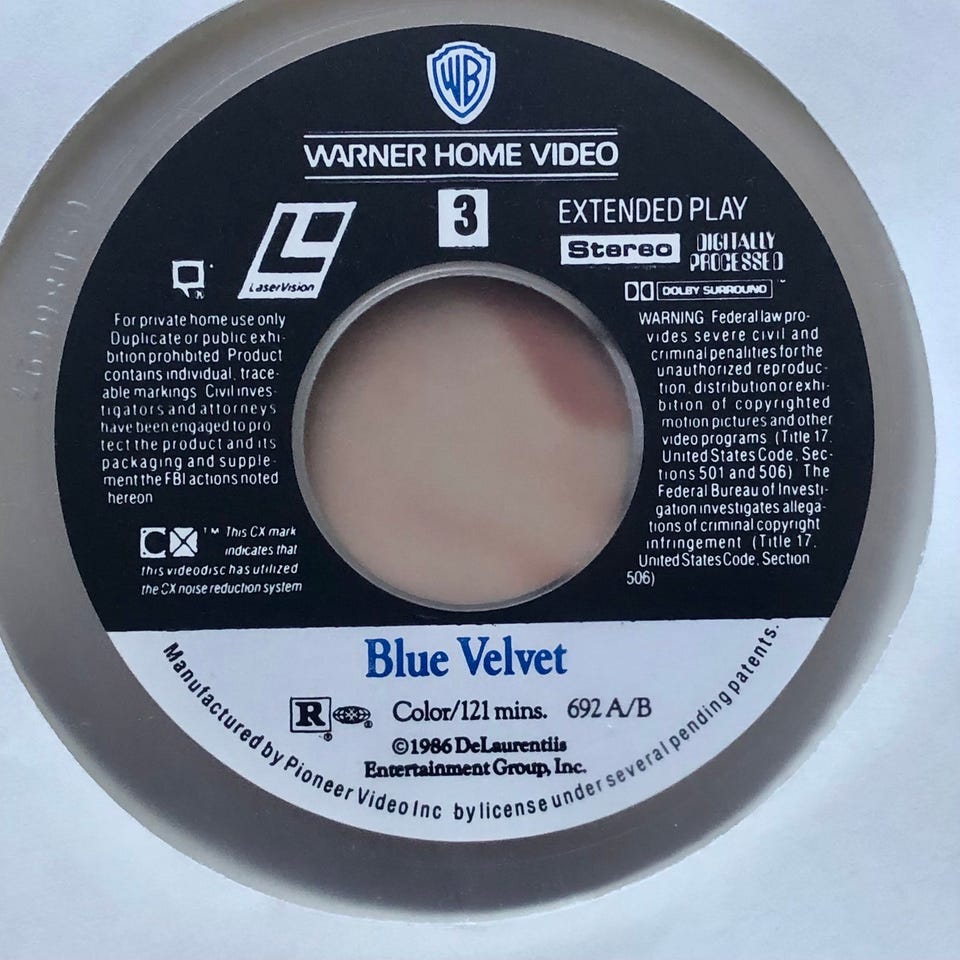 WB
WARNER HOME VIDEO
3
LaserVision
EXTENDED PLAY
Stereo DIGITALLY
PROCESSED
DOLBY SURROUND
For private home use only
Duplicate or public exhi-
bition prohibited. Product
contains individual, trace-
able markings. Civil inves-
tigators and attorneys
have been engaged to pro
tect the product and its
packaging and supple-
ment the FBI actions noted
hereon
CX ™ This CX mark
indicates that
this videodisc has utilized
the CX noise reduction system
WARNING Federal law pro-
vides severe civil and
criminal penalities for the
unauthorized reproduc-
tion, distribution or exhi-
bition of copyrighted
motion pictures and other
video programs (Title 17,
United States Code, Sec-
tions 501 and 506) The
Federal Bureau of Investi-
gation investigates allega-
tions of criminal copyright
infringement (Title 17,
United States Code, Section
506)
Blue Velvet
R ® Color/121 mins. 692 A/B
©1986 DeLaurentiis
Entertainment Group, Inc.
Manufactured by Pioneer Video Inc by license under several pending patents.